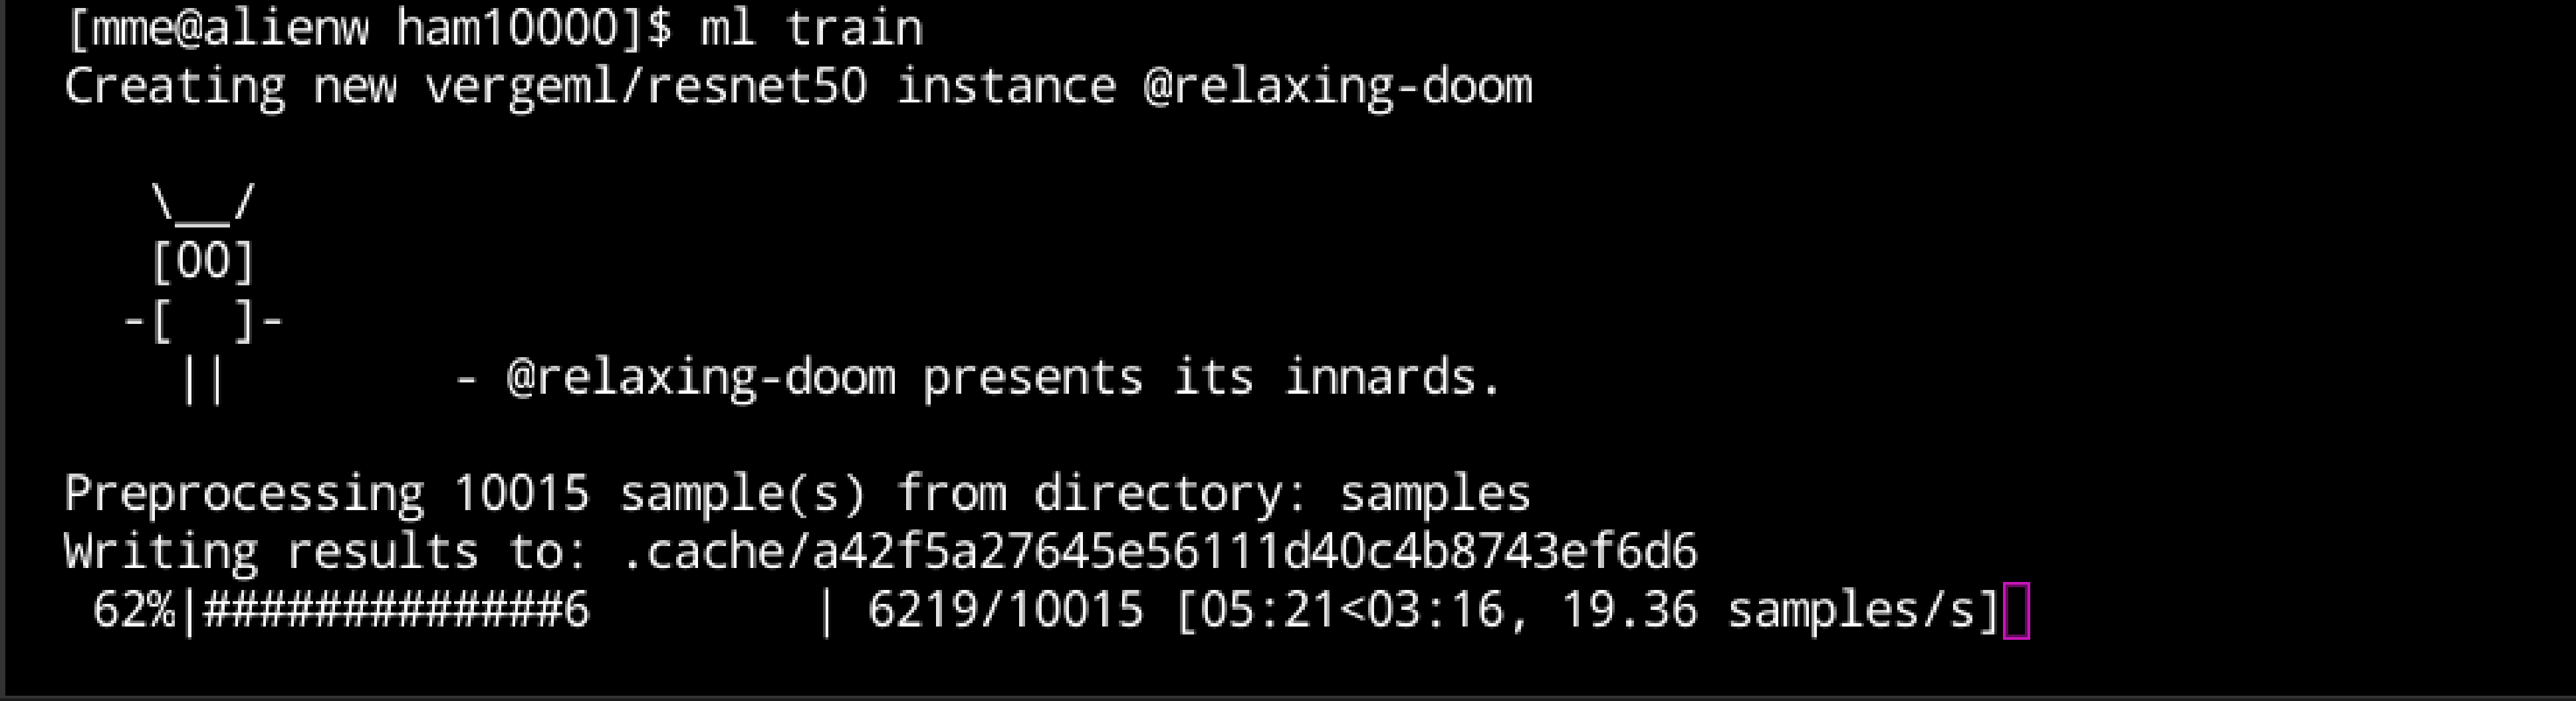 [mme@alienw ham10000]$ ml train
Creating new vergeml/resnet50 instance @relaxing-doom
\__/
[OO]
-[  ]-
||        - @relaxing-doom presents its innards.
Preprocessing 10015 sample(s) from directory: samples
Writing results to: .cache/a42f5a27645e56111d40c4b8743ef6d6
62%|#############6        | 6219/10015 [05:21<03:16, 19.36 samples/s]